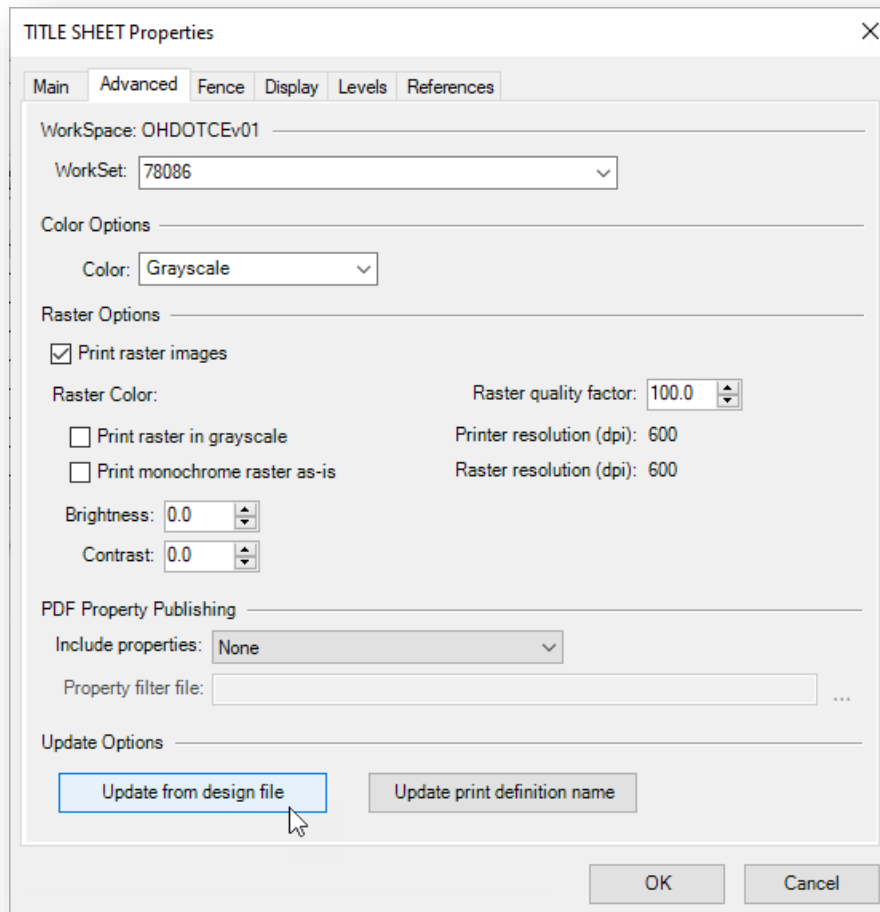 TITLE SHEET Properties
Main Advanced Fence Display Levels References
WorkSpace: OHDOTCEv01
WorkSet: 78086
Color Options
Color: Grayscale
Raster Options
Print raster images
Raster Color: Raster quality factor: 100.0
Print raster in grayscale Printer resolution (dpi): 600
Print monochrome raster as-is Raster resolution (dpi): 600
Brightness: 0.0
Contrast: 0.0
PDF Property Publishing
Include properties: None
Property filter file: ...
Update Options
Update from design file Update print definition name
OK Cancel